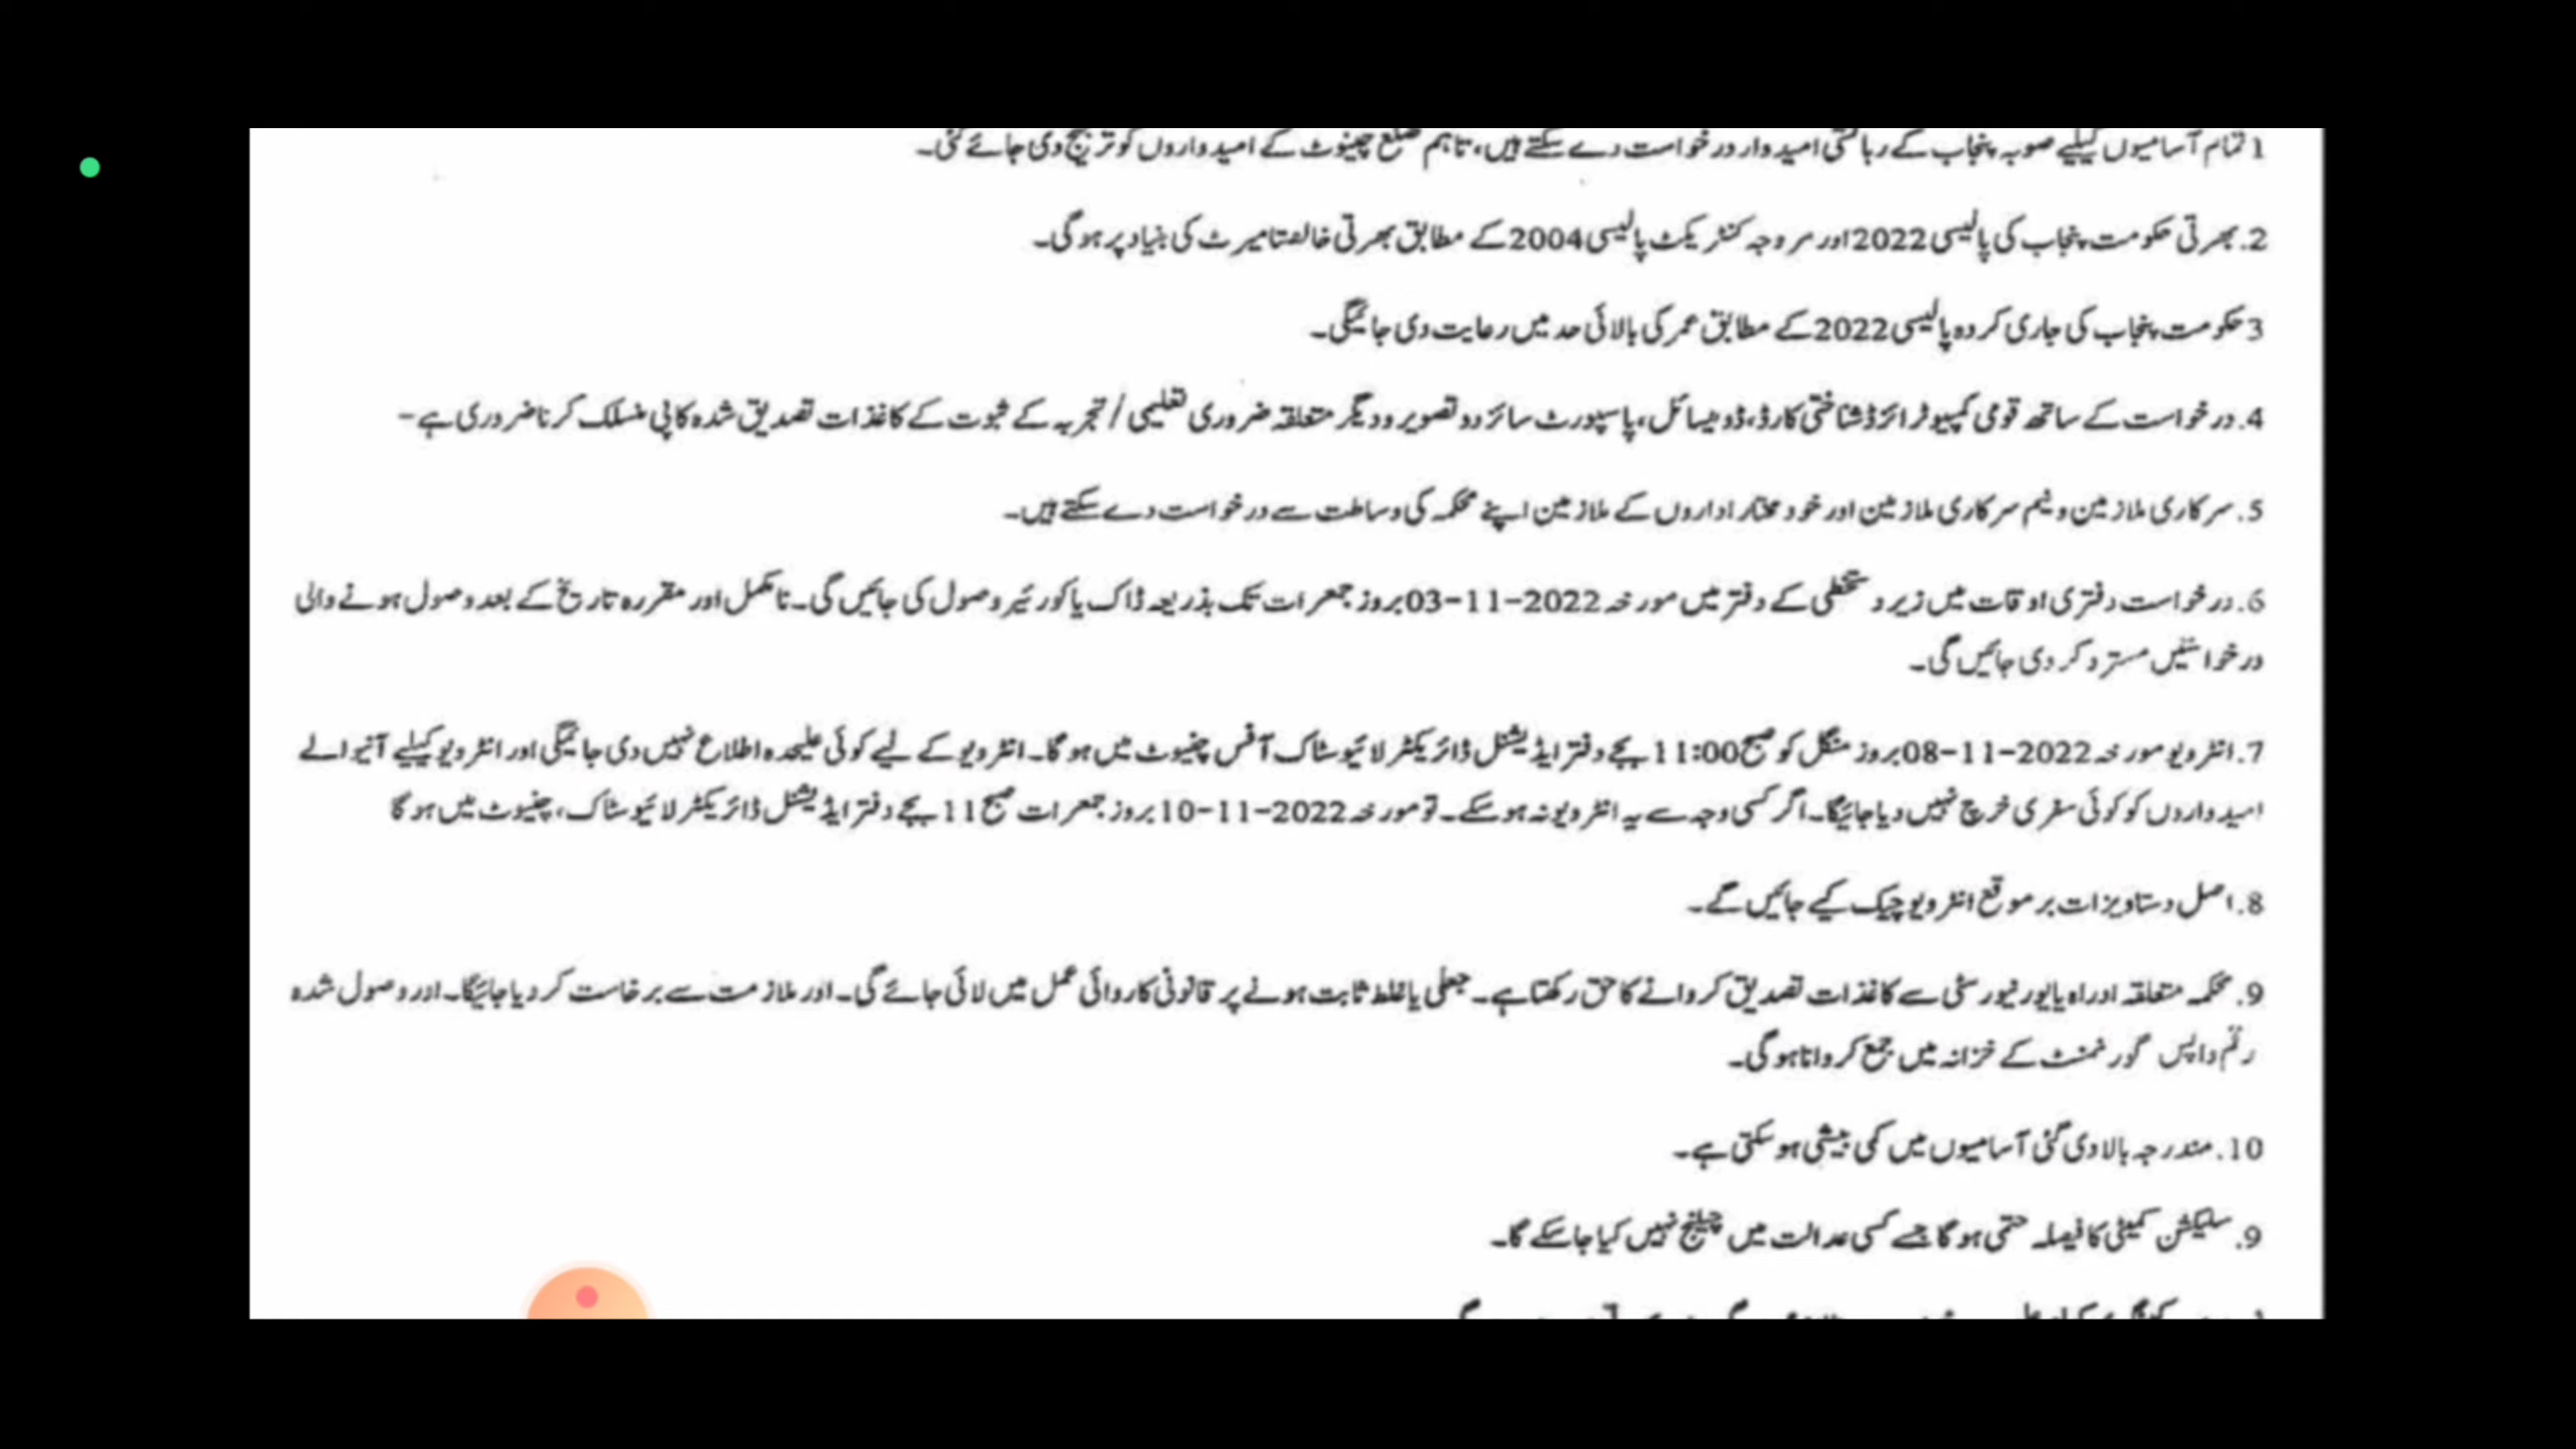 1 تمام آسامیوں کیلیے صوبہ پنجاب کے رہائشی امیدوار درخواست دے سکتے ہیں، تاہم ضلع چنیوٹ کے امیدواروں کو ترجیح دی جائے گئی۔
2. بھرتی حکومت پنجاب کی پالیسی 2022 اور مروجہ کنٹریکٹ پالیسی 2004 کے مطابق بھرتی خالصتا میرٹ کی بنیاد پر ہو گی۔
3 حکومت پنجاب کی جاری کردہ پالیسی 2022 کے مطابق عمر کی بالائی حد میں رعایت دی جائیگی۔
4. درخواست کے ساتھ قومی کمپیوٹرائزڈ شناختی کارڈ، ڈومیسائل، پاسپورٹ سائز دو تصویر و دیگر متعلقہ ضروری تعلیمی / تجربہ کے ثبوت کے کاغذات تصدیق شدہ کاپی منسلک کرنا ضروری ہے -
5. سرکاری ملازمین و نیم سرکاری ملازمین اور خود مختار اداروں کے ملازمین اپنے محکمہ کی وساطت سے درخواست دے سکتے ہیں۔
6. درخواست دفتری اوقات میں زیر دستخطی کے دفتر میں مورخہ 2022-11-03 بروز جمعرات تک بذریعہ ڈاک یا کورئیر وصول کی جائیں گی۔ نامکمل اور مقررہ تاریخ کے بعد وصول ہونے والی
درخواستیں مسترد کر دی جائیں گی۔
7. انٹرویو مورخہ 2022-11-08 بروز منگل کو صبح 11:00 بجے دفتر ایڈیشنل ڈائریکٹر لائیو سٹاک آفس چنیوٹ میں ہو گا۔ انٹرویو کے لیے کوئی علیحدہ اطلاع نہیں دی جائیگی اور انٹرویو کیلیے آنیوالے
امیدواروں کو کوئی سفری خرچ نہیں دیا جائیگا۔ اگر کسی وجہ سے یہ انٹرویو نہ ہو سکے۔ تو مورخہ 2022-11-10 بروز جمعرات صبح 11 بجے دفتر ایڈیشنل ڈائریکٹر لائیو سٹاک، چنیوٹ میں ہو گا
8. اصل دستاویزات بر موقع انٹرویو چیک کیے جائیں گے۔
9. محکمہ متعلقہ ادراہ یا یورنیورسٹی سے کاغذات تصدیق کروانے کا حق رکھتا ہے۔ جعلی یا غلط ثابت ہونے پر قانونی کاروائی عمل میں لائی جائے گی۔ اور ملازمت سے برخاست کر دیا جائیگا۔ اور وصول شدہ
رقم واپس گورنمنٹ کے خزانہ میں جمع کروانا ہو گی۔
10. مندرجہ بالا دی گئی آسامیوں میں کمی بیشی ہو سکتی ہے۔
9. سلیکشن کمیٹی کا فیصلہ حتمی ہو گا جسے کسی عدالت میں چیلنج نہیں کیا جا سکے گا۔